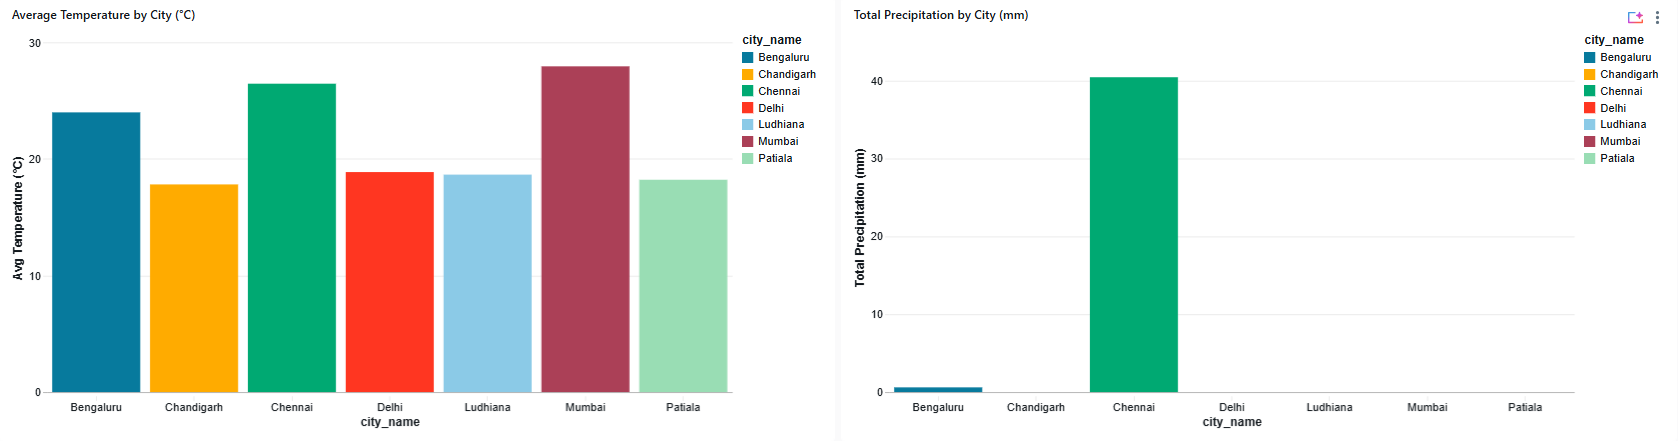 Average Temperature by City (°C)
30
20
10
0
Avg Temperature (°C)
Bengaluru
Chandigarh
Chennai
Delhi
Ludhiana
Mumbai
Patiala
city_name
city_name
Bengaluru
Chandigarh
Chennai
Delhi
Ludhiana
Mumbai
Patiala
Total Precipitation by City (mm)
40
30
20
10
0
Total Precipitation (mm)
Bengaluru
Chandigarh
Chennai
Delhi
Ludhiana
Mumbai
Patiala
city_name
city_name
Bengaluru
Chandigarh
Chennai
Delhi
Ludhiana
Mumbai
Patiala